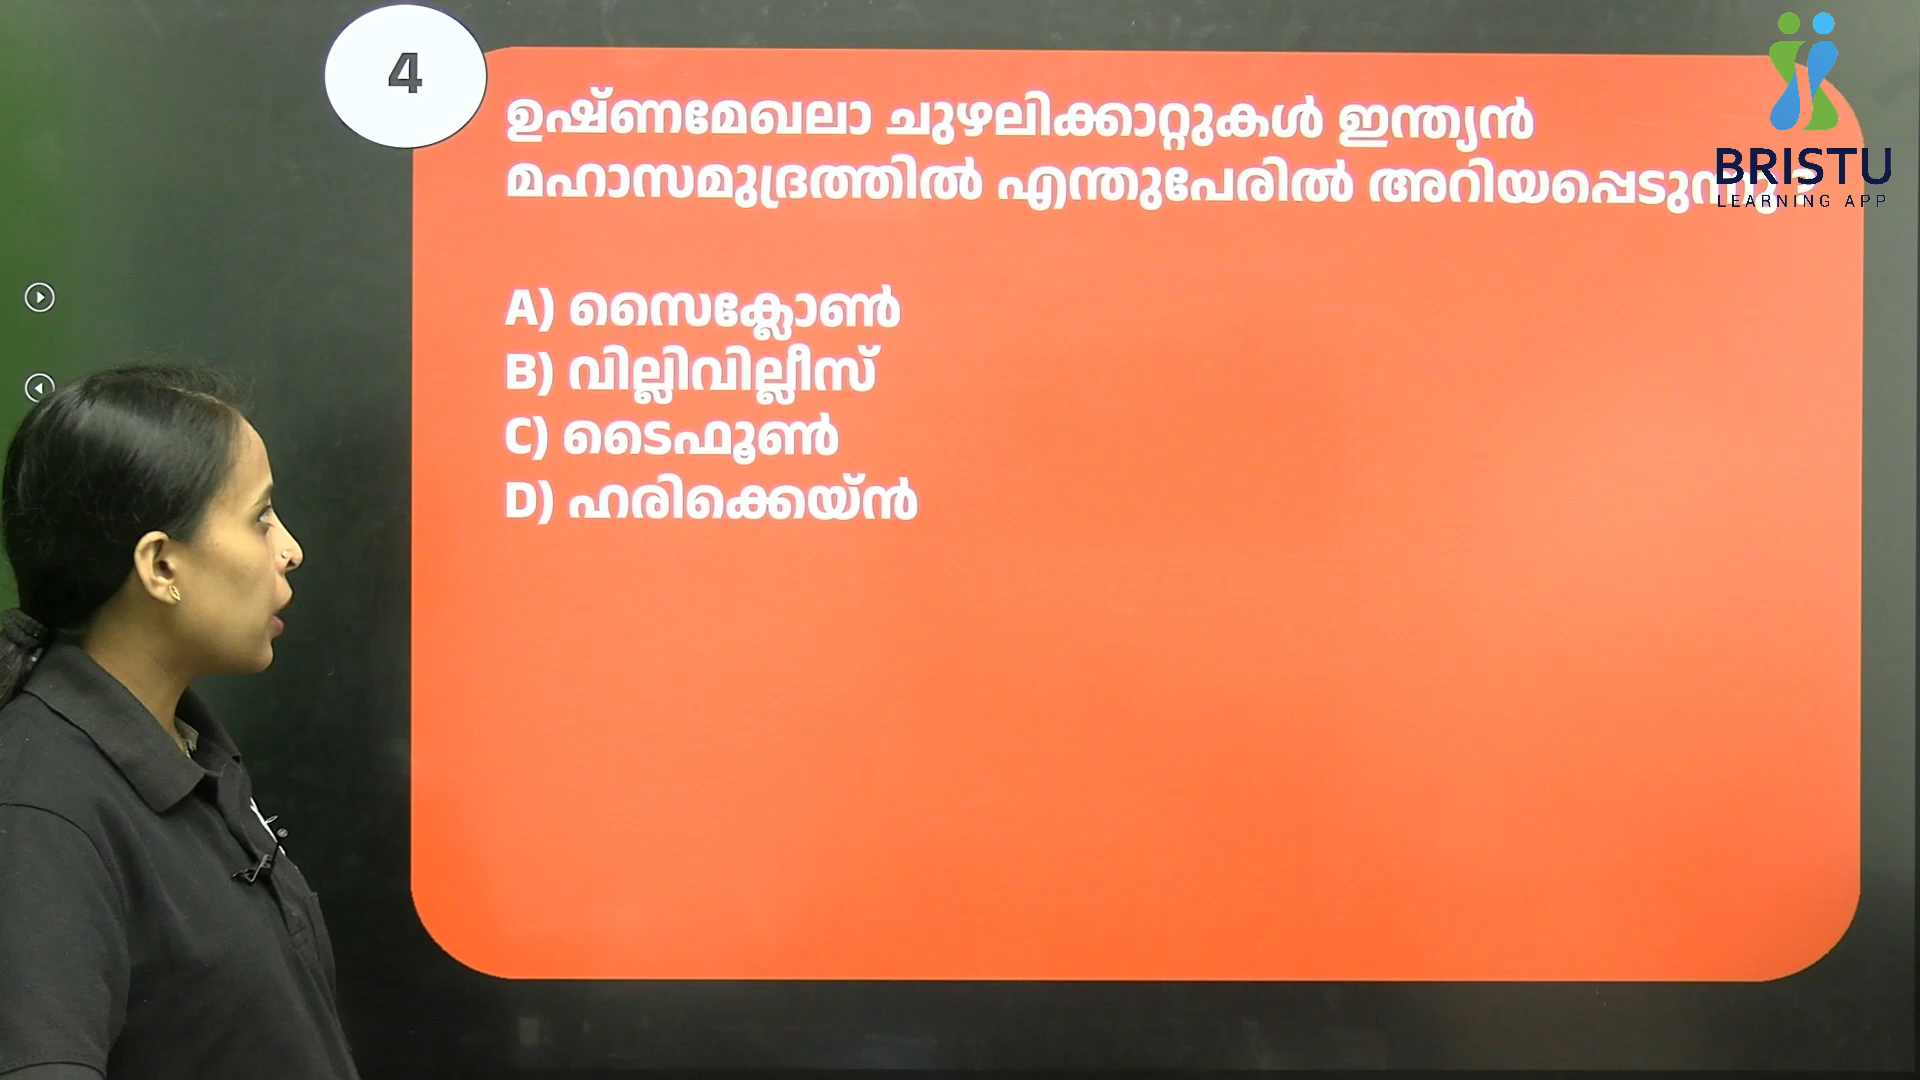 4
ഉഷ്ണമേഖലാ ചുഴലിക്കാറ്റുകൾ ഇന്ത്യൻ
മഹാസമുദ്രത്തിൽ എന്തുപേരിൽ അറിയപ്പെടുന്നു ?
A) സൈക്ലോൺ
B) വില്ലിവില്ലീസ്
C) ടൈഫൂൺ
D) ഹരിക്കെയ്ൻ
BRISTU
LEARNING APP